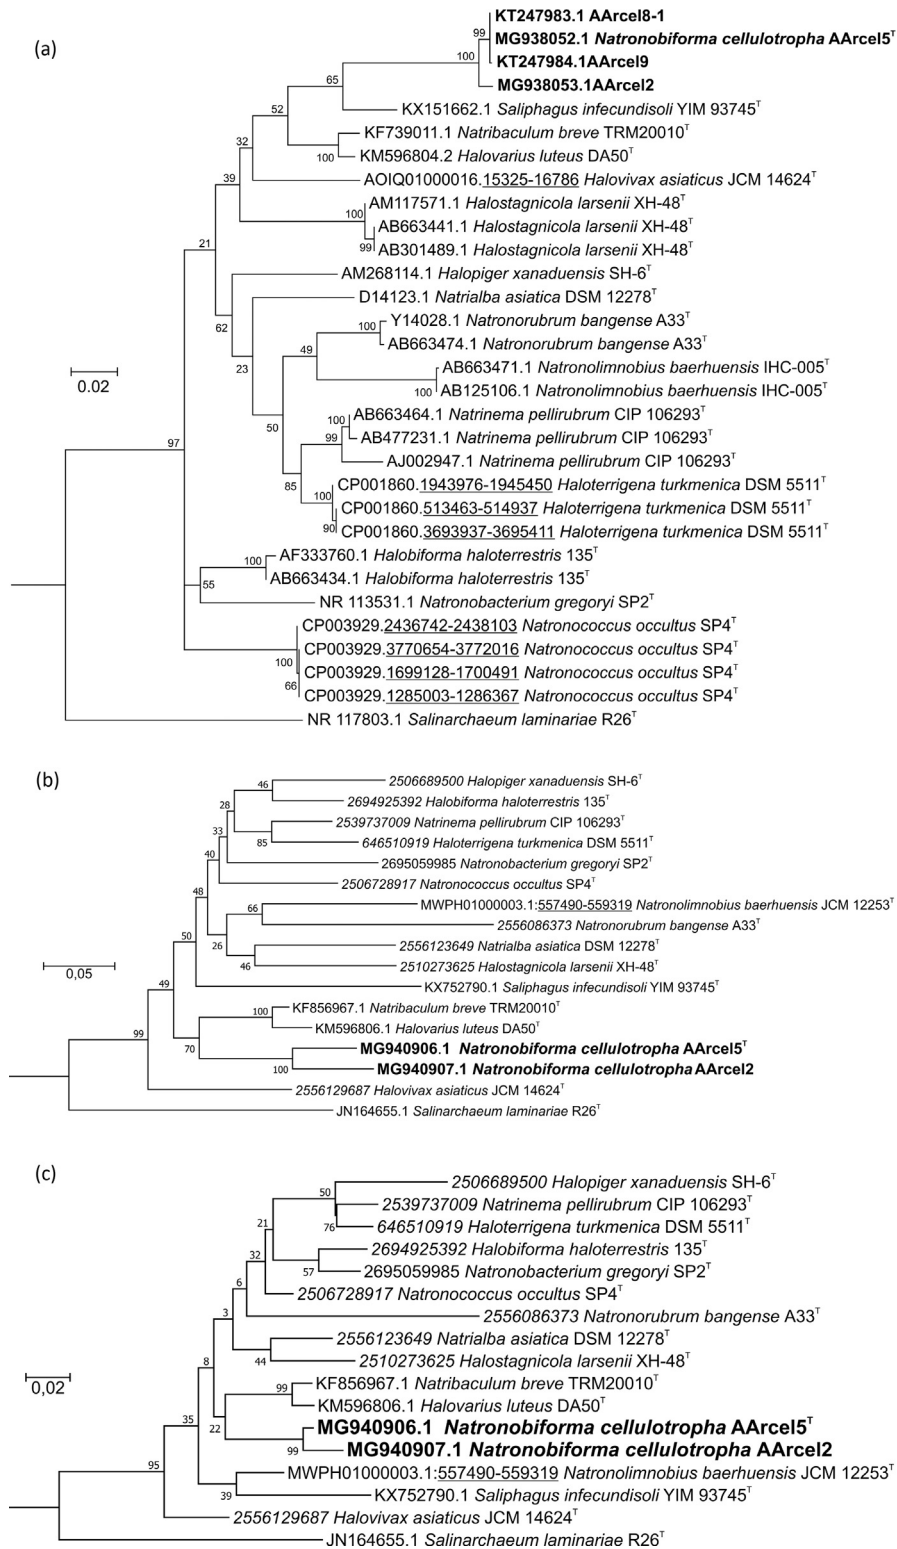 (a)
KT247983.1 AArcel8-1
MG938052.1 Natronobiforma cellulotropha AArcel5T
KT247984.1AArcel9
MG938053.1AArcel2
99
100
65
KX151662.1 Saliphagus infecundisoli YIM 93745T
52
KF739011.1 Natribaculum breve TRM20010T
KM596804.2 Halovarius luteus DA50T
100
32
AOIQ01000016.15325-16786 Halovivax asiaticus JCM 14624T
39
AM117571.1 Halostagnicola larsenii XH-48T
100
AB663441.1 Halostagnicola larsenii XH-48T
AB301489.1 Halostagnicola larsenii XH-48T
99
21
AM268114.1 Halopiger xanaduensis SH-6T
62
D14123.1 Natrialba asiatica DSM 12278T
23
Y14028.1 Natronorubrum bangense A33T
100
AB663474.1 Natronorubrum bangense A33T
49
AB663471.1 Natronolimnobius baerhuensis IHC-005T
AB125106.1 Natronolimnobius baerhuensis IHC-005T
100
0.02
50
AB663464.1 Natrinema pellirubrum CIP 106293T
100
AB477231.1 Natrinema pellirubrum CIP 106293T
99
AJ002947.1 Natrinema pellirubrum CIP 106293T
85
CP001860.1943976-1945450 Haloterrigena turkmenica DSM 5511T
100
CP001860.513463-514937 Haloterrigena turkmenica DSM 5511T
90
CP001860.3693937-3695411 Haloterrigena turkmenica DSM 5511T
97
AF333760.1 Halobiforma haloterrestris 135T
100
AB663434.1 Halobiforma haloterrestris 135T
55
NR 113531.1 Natronobacterium gregoryi SP2T
CP003929.2436742-2438103 Natronococcus occultus SP4T
CP003929.3770654-3772016 Natronococcus occultus SP4T
100
CP003929.1699128-1700491 Natronococcus occultus SP4T
66
CP003929.1285003-1286367 Natronococcus occultus SP4T
NR 117803.1 Salinarchaeum laminariae R26T
(b)
46
2506689500 Halopiger xanaduensis SH-6T
2694925392 Halobiforma haloterrestris 135T
28
2539737009 Natrinema pellirubrum CIP 106293T
33
85
646510919 Haloterrigena turkmenica DSM 5511T
40
2695059985 Natronobacterium gregoryi SP2T
2506728917 Natronococcus occultus SP4T
48
66
MWPH01000003.1:557490-559319 Natronolimnobius baerhuensis JCM 12253T
2556086373 Natronorubrum bangense A33T
26
2556123649 Natrialba asiatica DSM 12278T
46
2510273625 Halostagnicola larsenii XH-48T
50
0,05
KX752790.1 Saliphagus infecundisoli YIM 93745T
49
KF856967.1 Natribaculum breve TRM20010T
100
KM596806.1 Halovarius luteus DA50T
99
70
MG940906.1 Natronobiforma cellulotropha AArcel5T
100
MG940907.1 Natronobiforma cellulotropha AArcel2
2556129687 Halovivax asiaticus JCM 14624T
JN164655.1 Salinarchaeum laminariae R26T
(c)
2506689500 Halopiger xanaduensis SH-6T
50
2539737009 Natrinema pellirubrum CIP 106293T
76
646510919 Haloterrigena turkmenica DSM 5511T
21
2694925392 Halobiforma haloterrestris 135T
32
57
2695059985 Natronobacterium gregoryi SP2T
6
2506728917 Natronococcus occultus SP4T
3
2556086373 Natronorubrum bangense A33T
2556123649 Natrialba asiatica DSM 12278T
44
2510273625 Halostagnicola larsenii XH-48T
8
0,02
KF856967.1 Natribaculum breve TRM20010T
99
KM596806.1 Halovarius luteus DA50T
35
22
MG940906.1 Natronobiforma cellulotropha AArcel5T
99
MG940907.1 Natronobiforma cellulotropha AArcel2
95
MWPH01000003.1:557490-559319 Natronolimnobius baerhuensis JCM 12253T
39
KX752790.1 Saliphagus infecundisoli YIM 93745T
2556129687 Halovivax asiaticus JCM 14624T
JN164655.1 Salinarchaeum laminariae R26T